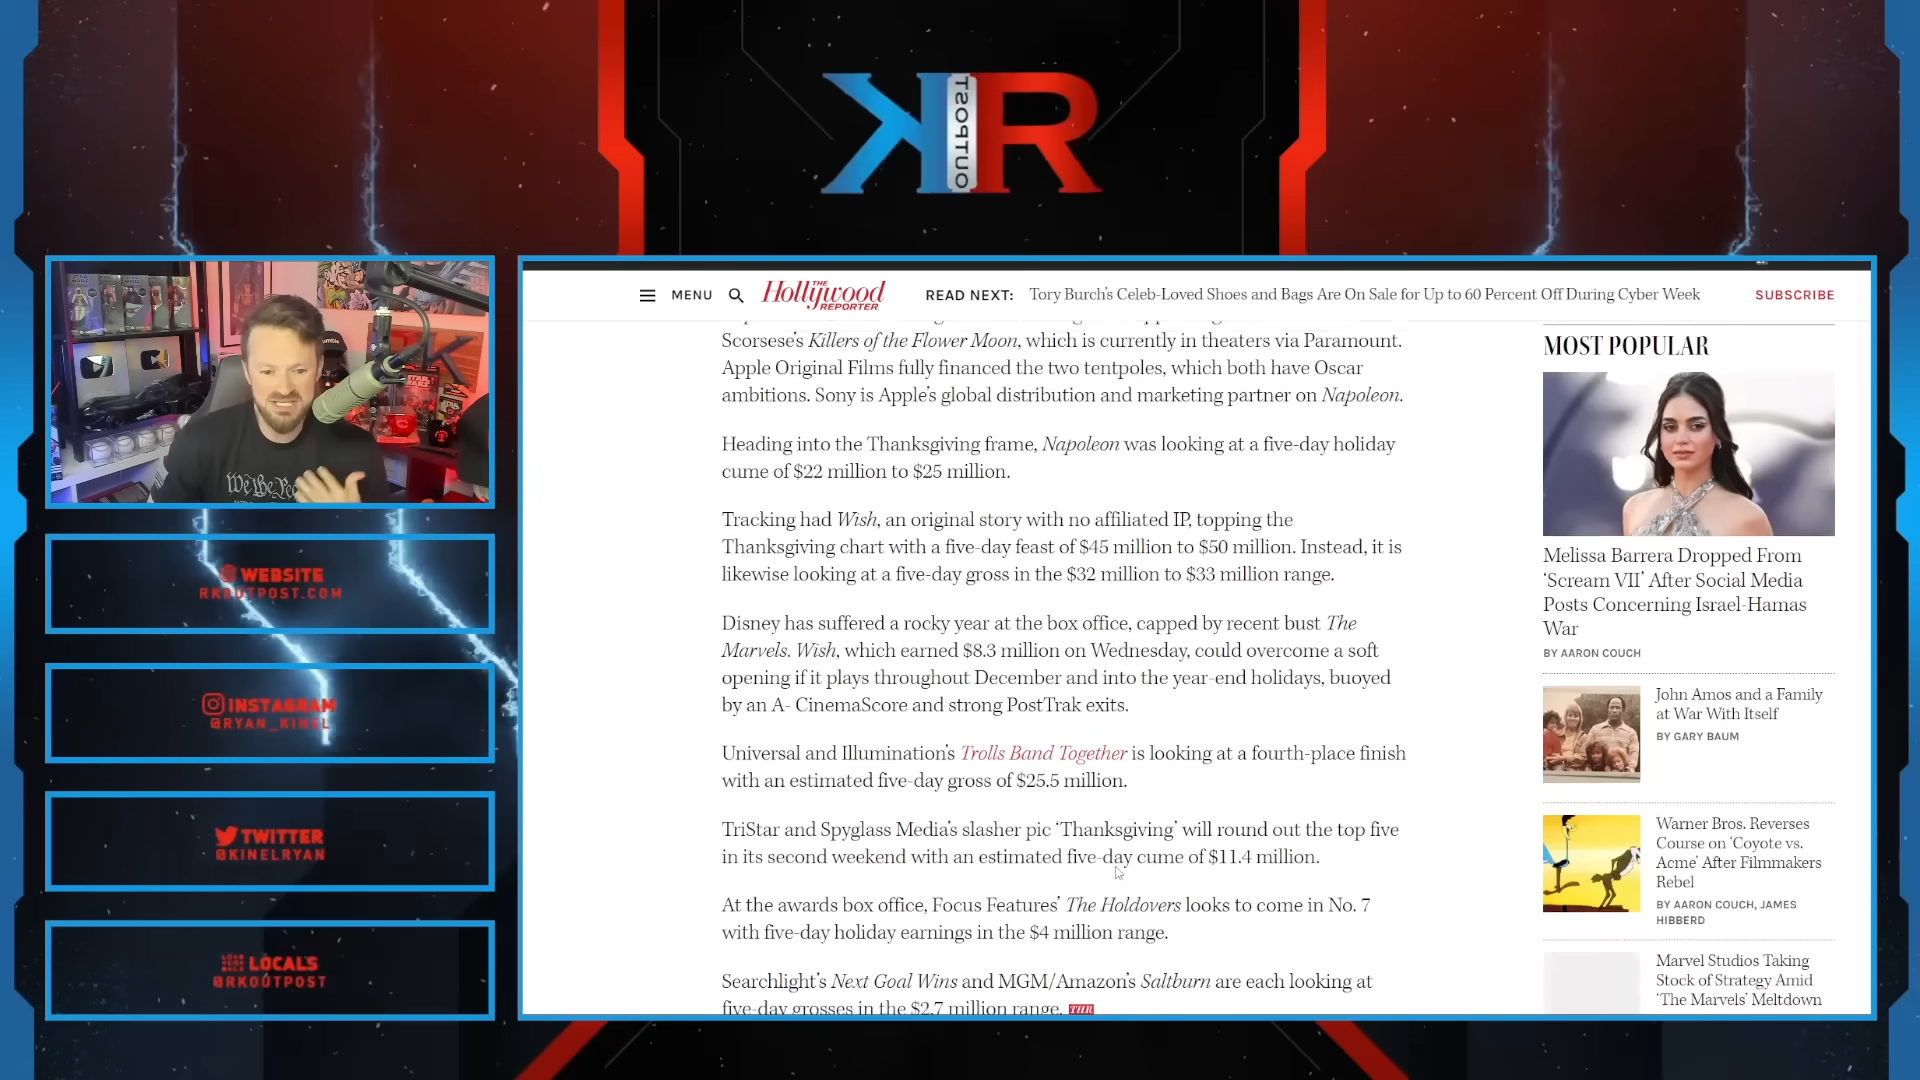 OUTPOST
KR
We the Pe
WEBSITE
RKOUTPOST.COM
INSTAGRAM
@RYAN_KINEL
TWITTER
@KINELRYAN
LOCALS
@RKOUTPOST
MENU
THE
Hollywood
REPORTER
READ NEXT: Tory Burch's Celeb-Loved Shoes and Bags Are On Sale for Up to 60 Percent Off During Cyber Week
SUBSCRIBE
Scorsese's Killers of the Flower Moon, which is currently in theaters via Paramount.
Apple Original Films fully financed the two tentpoles, which both have Oscar
ambitions. Sony is Apple's global distribution and marketing partner on Napoleon.
Heading into the Thanksgiving frame, Napoleon was looking at a five-day holiday
cume of $22 million to $25 million.
Tracking had Wish, an original story with no affiliated IP, topping the
Thanksgiving chart with a five-day feast of $45 million to $50 million. Instead, it is
likewise looking at a five-day gross in the $32 million to $33 million range.
Disney has suffered a rocky year at the box office, capped by recent bust The
Marvels. Wish, which earned $8.3 million on Wednesday, could overcome a soft
opening if it plays throughout December and into the year-end holidays, buoyed
by an A- CinemaScore and strong PostTrak exits.
Universal and Illumination's Trolls Band Together is looking at a fourth-place finish
with an estimated five-day gross of $25.5 million.
TriStar and Spyglass Media's slasher pic 'Thanksgiving' will round out the top five
in its second weekend with an estimated five-day cume of $11.4 million.
At the awards box office, Focus Features' The Holdovers looks to come in No. 7
with five-day holiday earnings in the $4 million range.
Searchlight's Next Goal Wins and MGM/Amazon's Saltburn are each looking at
five-day grosses in the $2.7 million range. THR
MOST POPULAR
Melissa Barrera Dropped From
'Scream VII' After Social Media
Posts Concerning Israel-Hamas
War
BY AARON COUCH
John Amos and a Family
at War With Itself
BY GARY BAUM
Warner Bros. Reverses
Course on 'Coyote vs.
Acme' After Filmmakers
Rebel
BY AARON COUCH, JAMES
HIBBERD
Marvel Studios Taking
Stock of Strategy Amid
'The Marvels' Meltdown